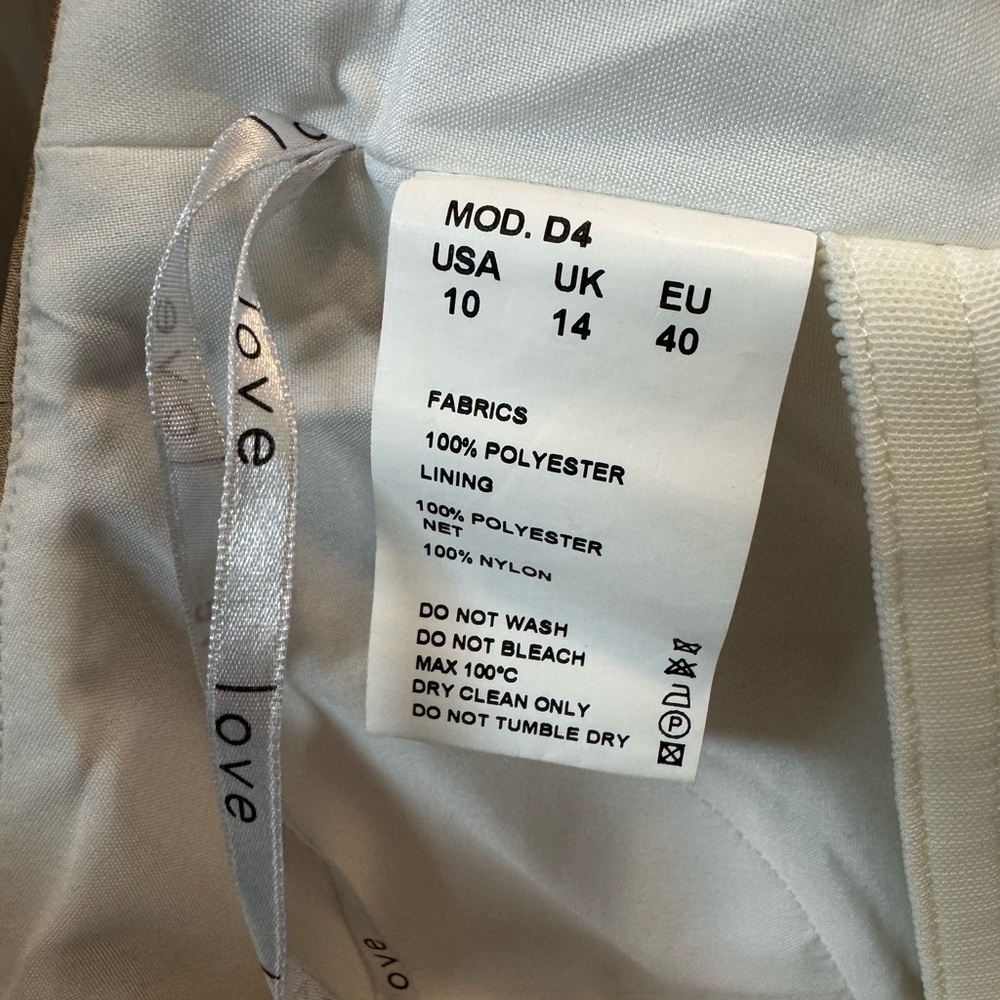 MOD. D4
USA UK EU
10 14 40
FABRICS
100% POLYESTER
LINING
100% POLYESTER
NET
100% NYLON
DO NOT WASH
DO NOT BLEACH
MAX 100°C
DRY CLEAN ONLY
DO NOT TUMBLE DRY
P
love
love